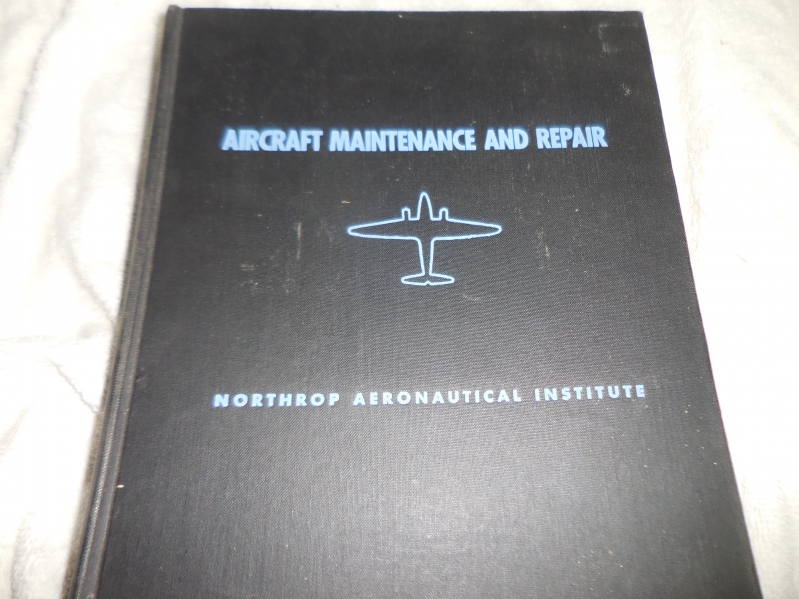 AIRCRAFT MAINTENANCE AND REPAIR
NORTHROP AERONAUTICAL INSTITUTE